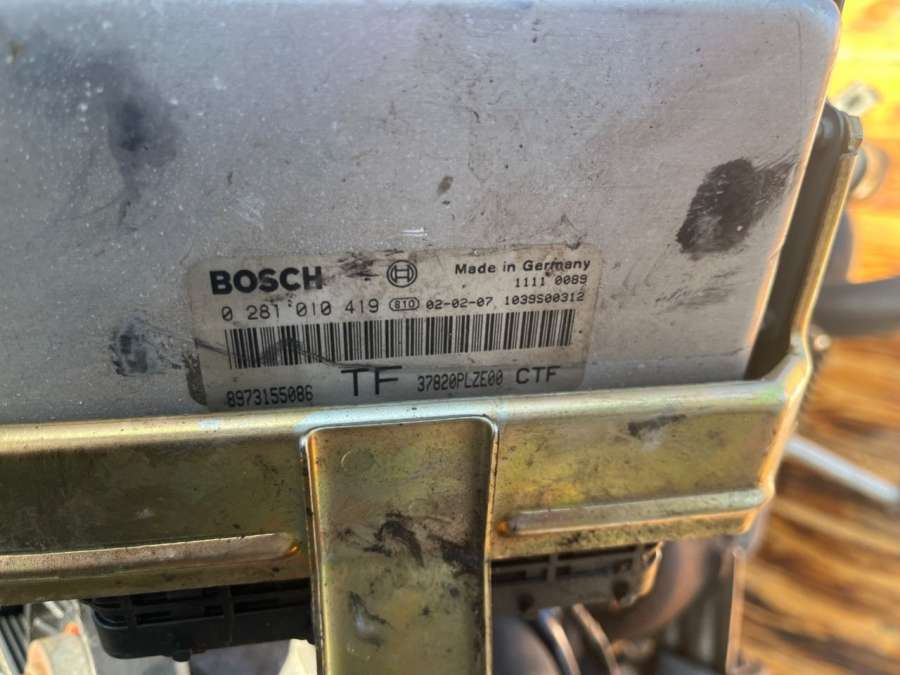 BOSCH Made in Germany
1111 0089
0 281 010 419 810 02-02-07 1039S00312
8973155086 TF 37820PLZE00 CTF